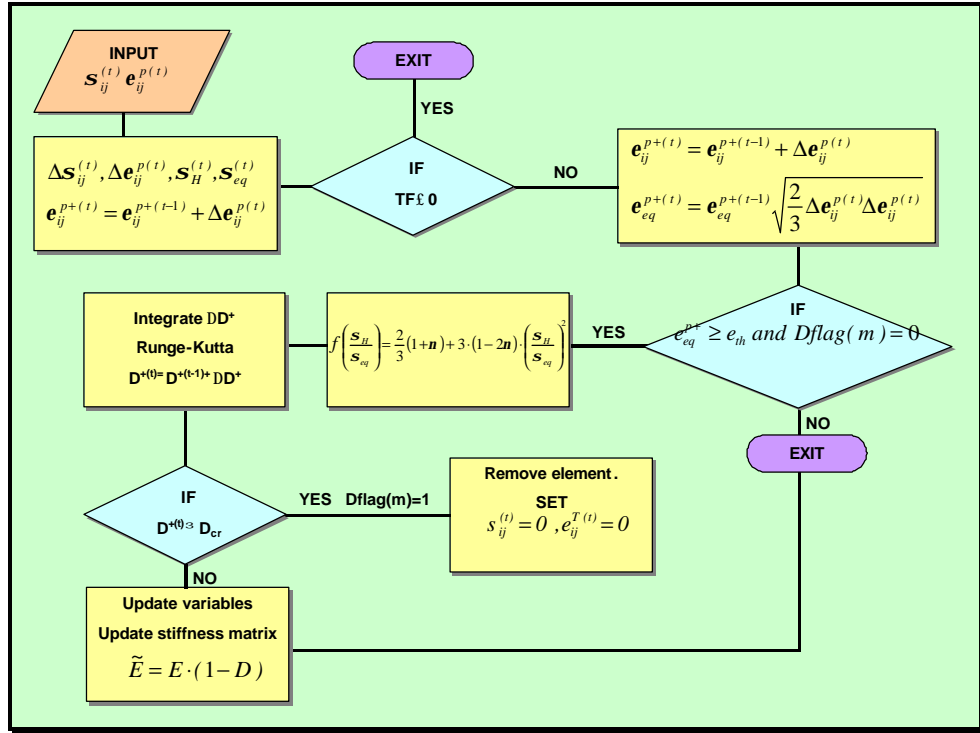 INPUT
s_ij^(t) e_ij^p(t)
Δs_ij^(t), Δe_ij^p(t), s_H^(t), s_eq^(t)
e_ij^p+(t) = e_ij^p+(t-1) + Δe_ij^p(t)
EXIT
YES
IF
TF£ 0
NO
e_ij^p+(t) = e_ij^p+(t-1) + Δe_ij^p(t)
e_eq^p+(t) = e_eq^p+(t-1) √(2/3 Δe_ij^p(t) Δe_ij^p(t))
IF
e_eq^p+ ≥ e_th and Dflag( m ) = 0
YES
f(s_H/s_eq) = 2/3 (1+n) + 3·(1−2n)·(s_H/s_eq)^2
Integrate DD⁺
Runge-Kutta
D^+(t)= D^+(t-1)+ DD⁺
NO
EXIT
IF
D^+(t)³ D_cr
YES Dflag(m)=1
Remove element.
SET
s_ij^(t) = 0 ,e_ij^T(t) = 0
NO
Update variables
Update stiffness matrix
Ẽ = E·( 1− D )